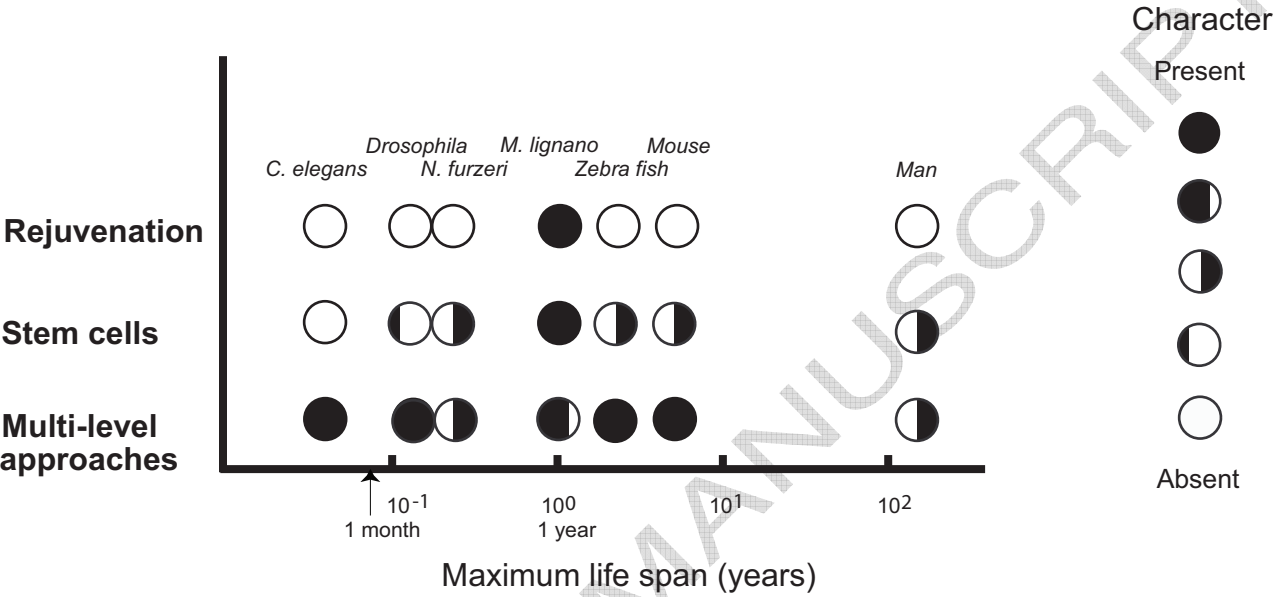 Character
Present
Drosophila M. lignano Mouse
C. elegans N. furzeri Zebra fish Man
Rejuvenation
Stem cells
Multi-level
approaches
Absent
10-1 100 101 102
1 month 1 year
Maximum life span (years)
MANUSCRIP